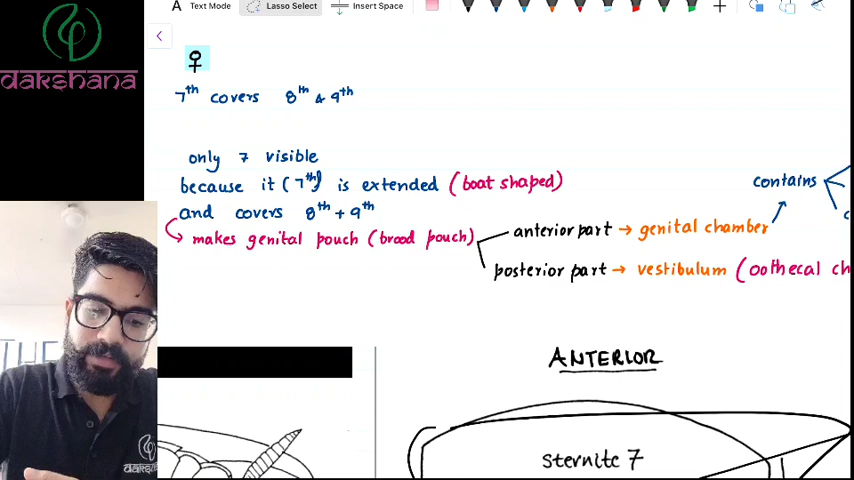 Text Mode
Lasso Select
Insert Space
dakshana
♀
7th covers 8th & 9th
only 7 visible
because it (7th) is extended (boat shaped)
and covers 8th + 9th
makes genital pouch (brood pouch)
anterior part → genital chamber
posterior part → vestibulum (oothecal ch
contains
ANTERIOR
Sternite 7
daksha